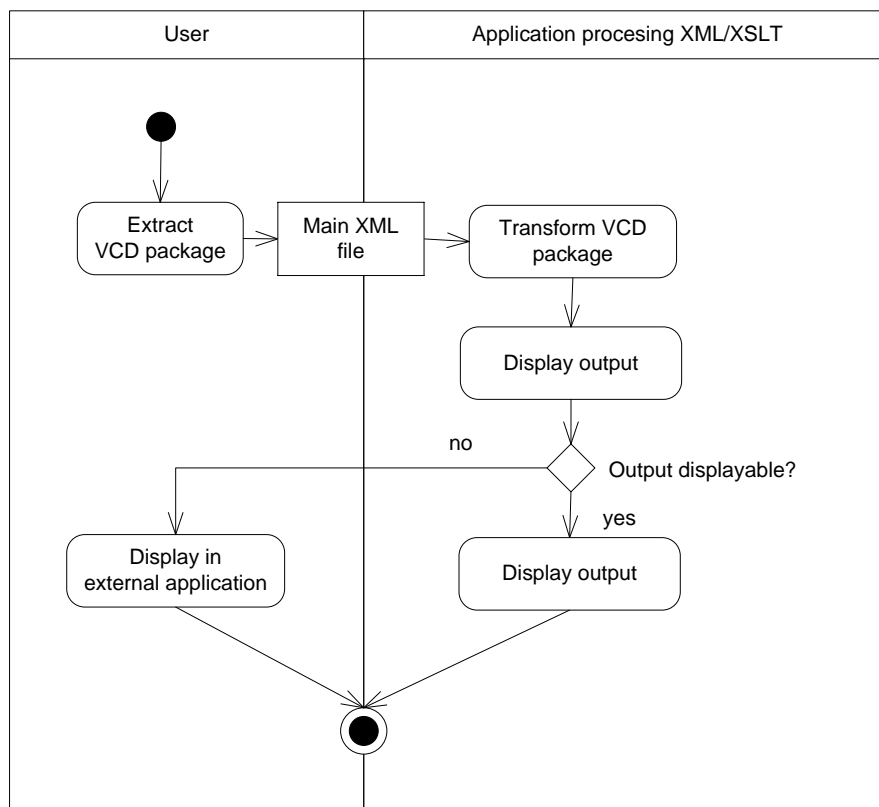 User
Application procesing XML/XSLT
Extract
VCD package
Main XML
file
Transform VCD
package
Display output
no
Output displayable?
yes
Display in
external application
Display output